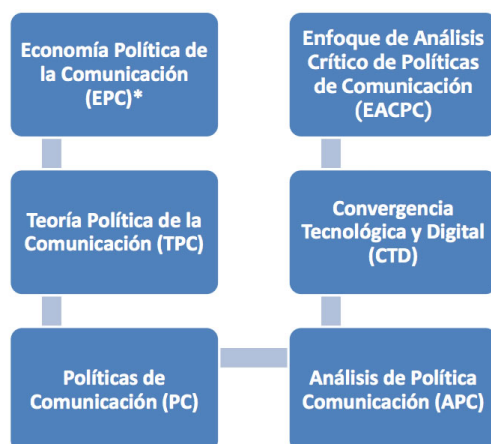 Economía Política de
la Comunicación
(EPC)*
Teoría Política de la
Comunicación (TPC)
Políticas de
Comunicación (PC)
Análisis de Política
Comunicación (APC)
Convergencia
Tecnológica y Digital
(CTD)
Enfoque de Análisis
Crítico de Políticas
de Comunicación
(EACPC)